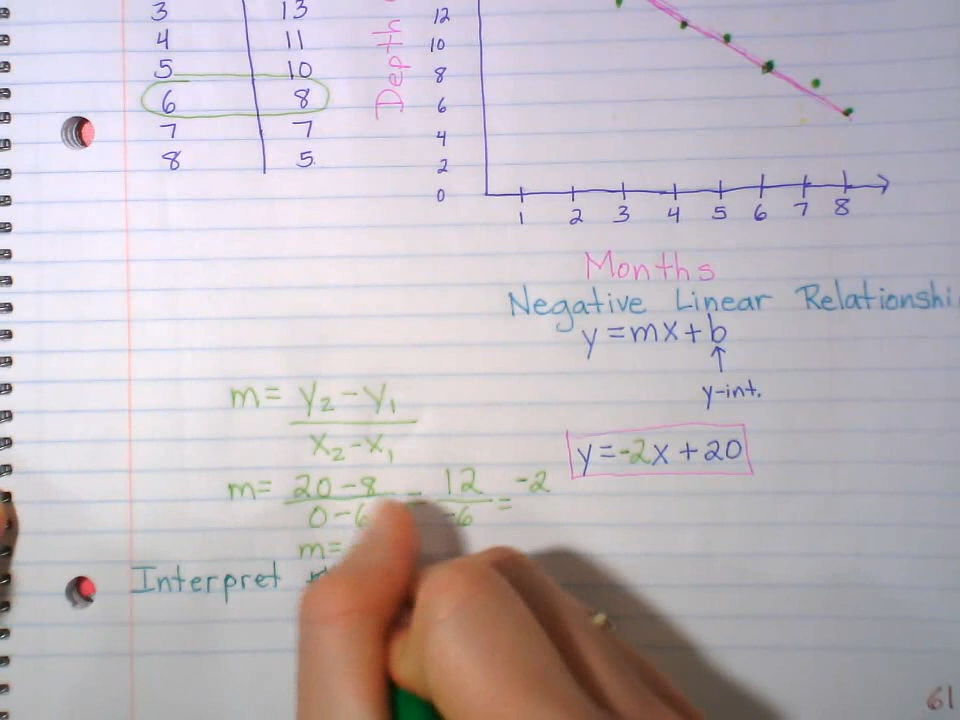 3 13
4 11
5 10
6 8
7 7
8 5
Depth
12
10
8
6
4
2
0
1 2 3 4 5 6 7 8
Months
Negative Linear Relationshi
y = mx + b
↑
y-int.
m = y₂ - y₁
x₂ - x₁
y = -2x + 20
m = 20 - 8 = 12 = -2
0 - 6 -6
m =
Interpret
61